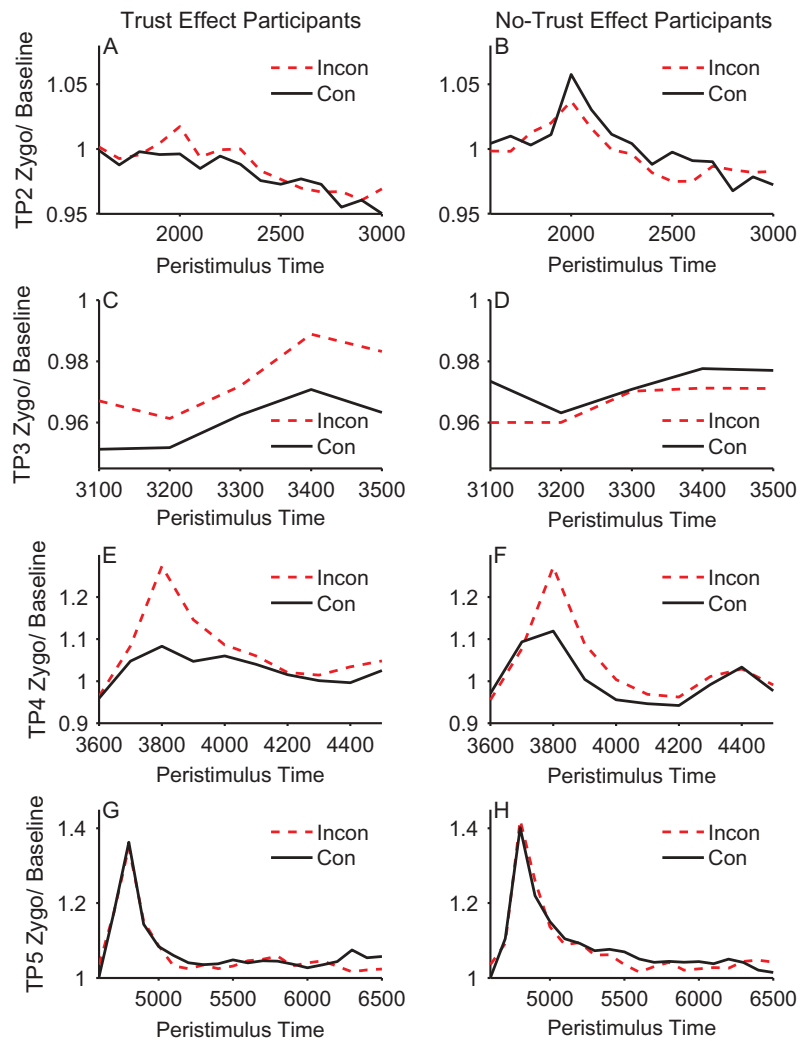 Trust Effect Participants
No-Trust Effect Participants
A
Incon
Con
1.05
1
0.95
TP2 Zygo/ Baseline
2000
2500
3000
Peristimulus Time
B
Incon
Con
1.05
1
0.95
2000
2500
3000
Peristimulus Time
C
1
0.98
0.96
TP3 Zygo/ Baseline
Incon
Con
3100
3200
3300
3400
3500
Peristimulus Time
D
1
0.98
0.96
Incon
Con
3100
3200
3300
3400
3500
Peristimulus Time
E
Incon
Con
1.2
1.1
1
0.9
TP4 Zygo/ Baseline
3600
3800
4000
4200
4400
Peristimulus Time
F
Incon
Con
1.2
1.1
1
0.9
3600
3800
4000
4200
4400
Peristimulus Time
G
Incon
Con
1.4
1.2
1
TP5 Zygo/ Baseline
5000
5500
6000
6500
Peristimulus Time
H
Incon
Con
1.4
1.2
1
5000
5500
6000
6500
Peristimulus Time